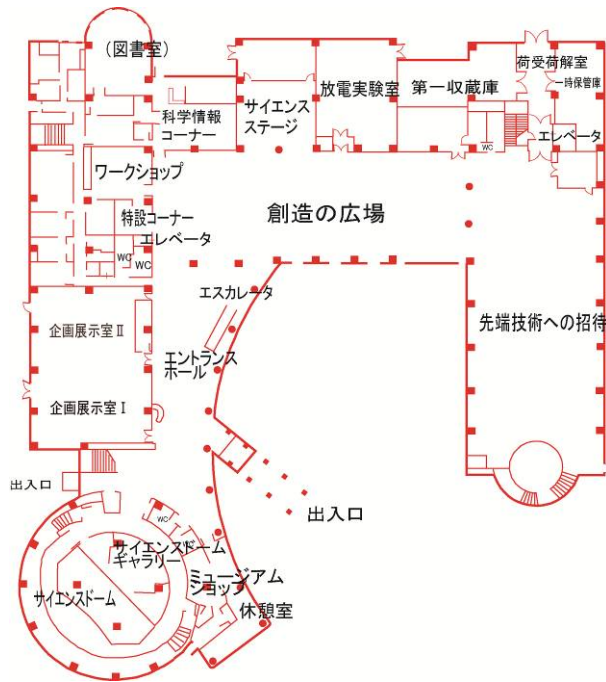 (図書室)
科学情報
コーナー
サイエンス
ステージ
放電実験室
第一収蔵庫
荷受荷解室
一時保管庫
エレベータ
WC
ワークショップ
特設コーナー
エレベータ
WC
WC
創造の広場
エスカレータ
先端技術への招待
企画展示室Ⅱ
エントランス
ホール
企画展示室Ⅰ
出入口
出入口
WC
WC
サイエンスドーム
ギャラリー
ミュージアム
ショップ
サイエンスドーム
休憩室